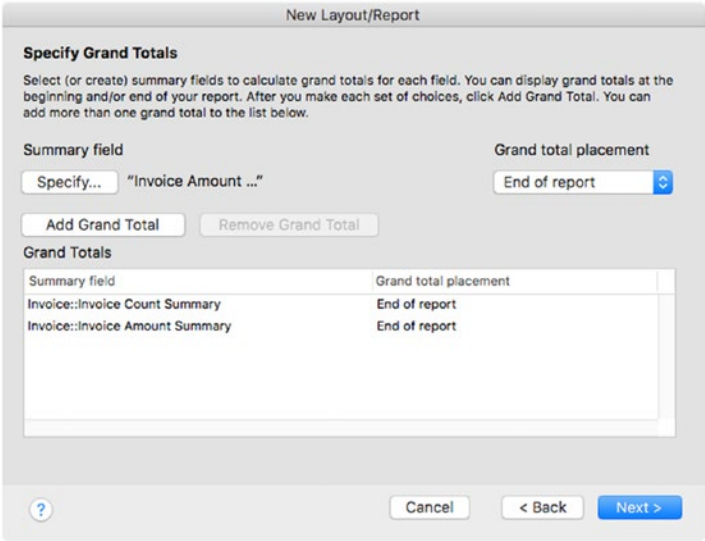 New Layout/Report
Specify Grand Totals
Select (or create) summary fields to calculate grand totals for each field. You can display grand totals at the
beginning and/or end of your report. After you make each set of choices, click Add Grand Total. You can
add more than one grand total to the list below.
Summary field Grand total placement
Specify... “Invoice Amount ...” End of report
Add Grand Total Remove Grand Total
Grand Totals
Summary field Grand total placement
Invoice::Invoice Count Summary End of report
Invoice::Invoice Amount Summary End of report
? Cancel < Back Next >